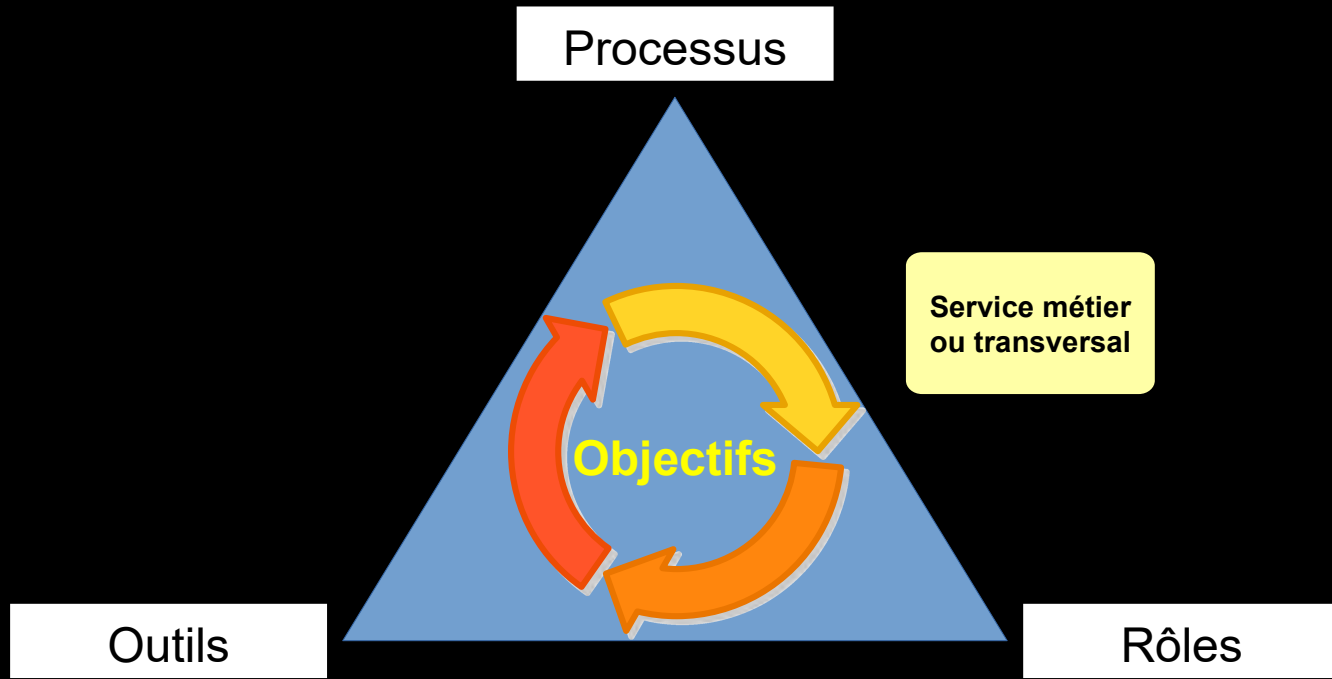 Processus
Service métier
ou transversal
Objectifs
Outils
Rôles